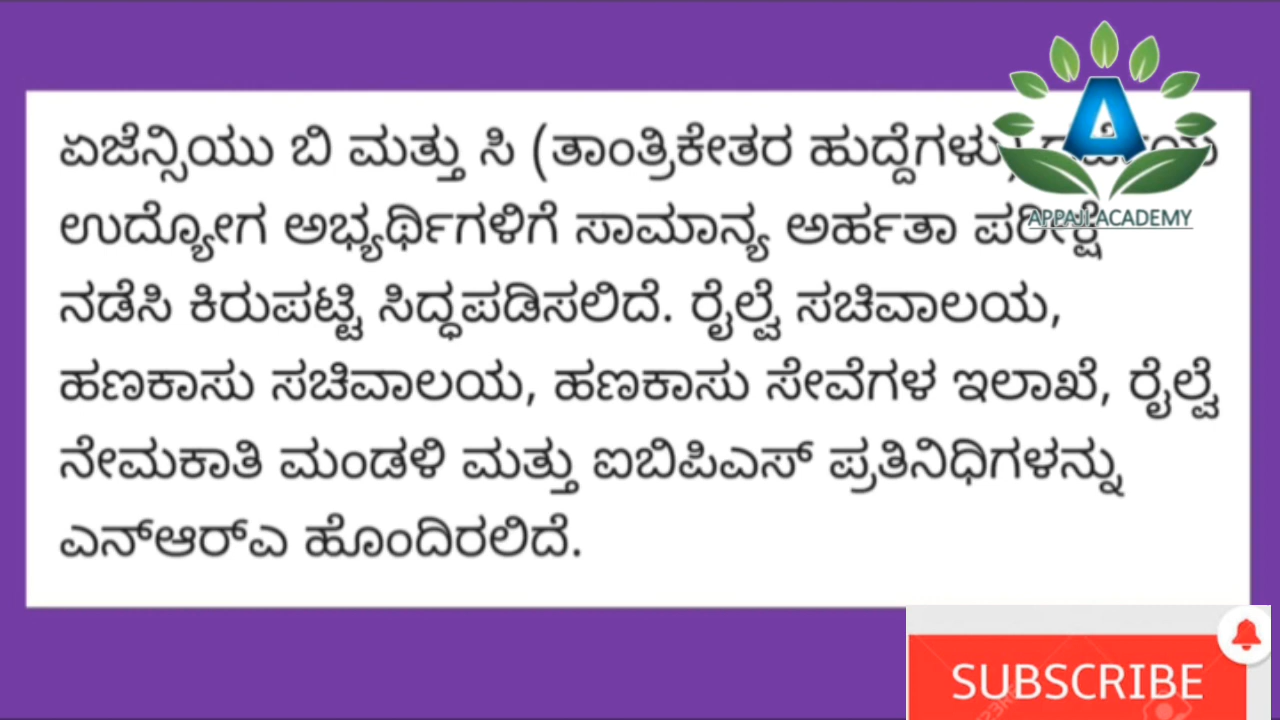 ಏಜೆನ್ಸಿಯು ಬಿ ಮತ್ತು ಸಿ (ತಾಂತ್ರಿಕೇತರ ಹುದ್ದೆಗಳು)
ಉದ್ಯೋಗ ಅಭ್ಯರ್ಥಿಗಳಿಗೆ ಸಾಮಾನ್ಯ ಅರ್ಹತಾ ಪರೀಕ್ಷೆ
APPAJI ACADEMY
ನಡೆಸಿ ಕಿರುಪಟ್ಟಿ ಸಿದ್ಧಪಡಿಸಲಿದೆ. ರೈಲ್ವೆ ಸಚಿವಾಲಯ,
ಹಣಕಾಸು ಸಚಿವಾಲಯ, ಹಣಕಾಸು ಸೇವೆಗಳ ಇಲಾಖೆ, ರೈಲ್ವೆ
ನೇಮಕಾತಿ ಮಂಡಳಿ ಮತ್ತು ಐಬಿಪಿಎಸ್ ಪ್ರತಿನಿಧಿಗಳನ್ನು
ಎನ್‌ಆರ್‌ಎ ಹೊಂದಿರಲಿದೆ.
SUBSCRIBE